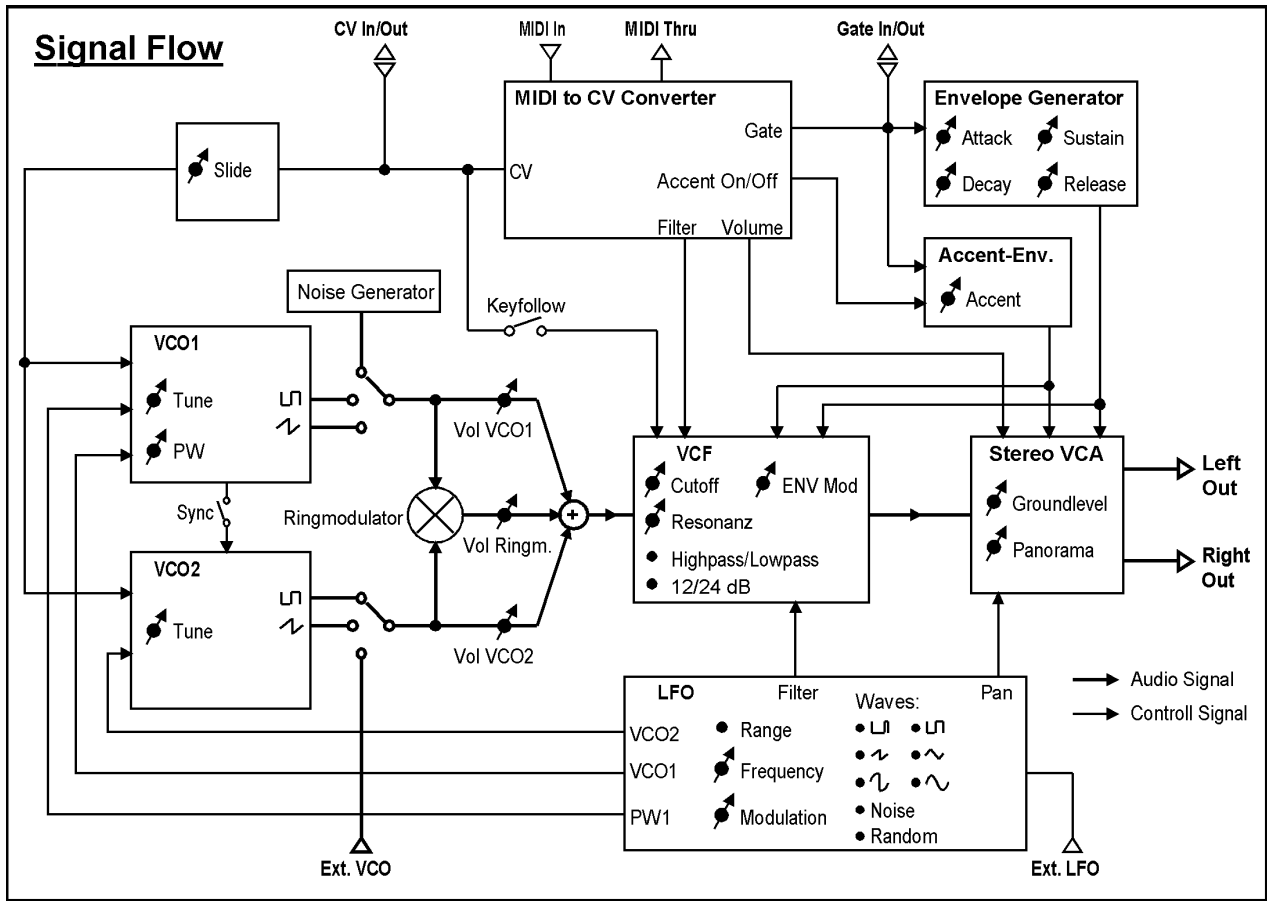 Signal Flow
CV In/Out
MIDI In
MIDI Thru
Gate In/Out
MIDI to CV Converter
Gate
CV
Accent On/Off
Filter
Volume
Envelope Generator
Attack
Sustain
Decay
Release
Slide
Accent-Env.
Accent
Noise Generator
Keyfollow
VCO1
Tune
PW
Vol VCO1
Sync
Ringmodulator
Vol Ringm.
+
VCF
Cutoff
ENV Mod
Resonanz
Highpass/Lowpass
12/24 dB
Stereo VCA
Groundlevel
Panorama
Left
Out
Right
Out
VCO2
Tune
Vol VCO2
LFO
Filter
Pan
VCO2
VCO1
PW1
Range
Frequency
Modulation
Waves:
Noise
Random
Audio Signal
Controll Signal
Ext. VCO
Ext. LFO